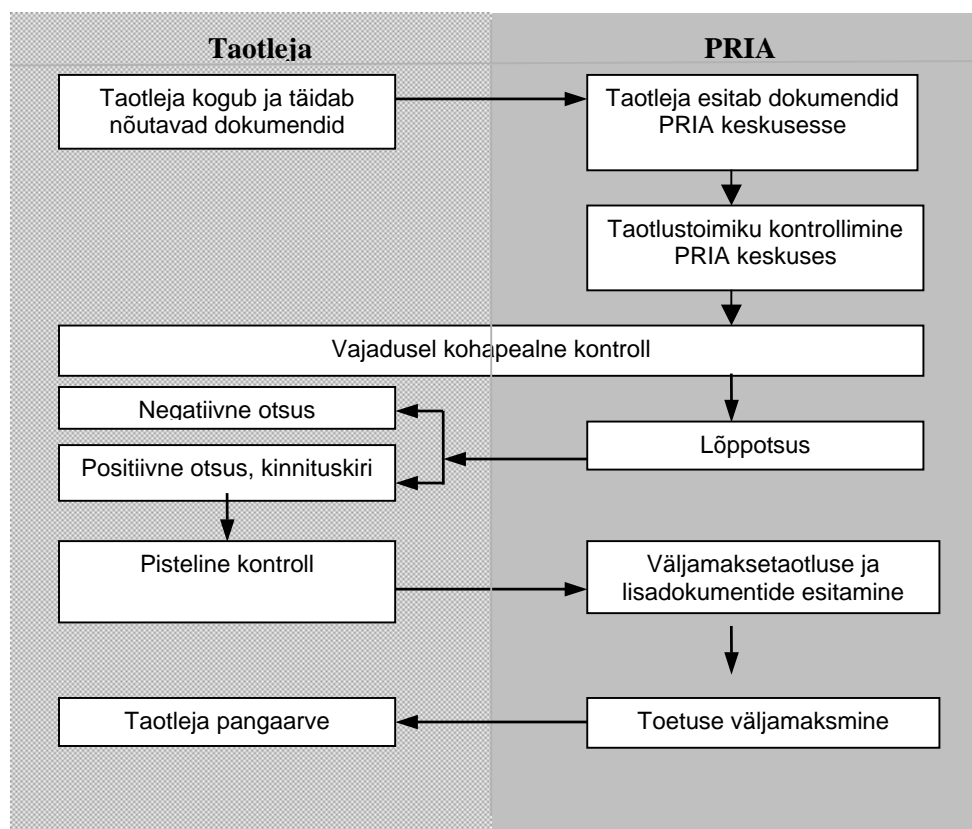 Taotleja
PRIA
Taotleja kogub ja täidab
nõutavad dokumendid
Taotleja esitab dokumendid
PRIA keskusesse
Taotlustoimiku kontrollimine
PRIA keskuses
Vajadusel kohapealne kontroll
Negatiivne otsus
Lõppotsus
Positiivne otsus, kinnituskiri
Pisteline kontroll
Väljamaksetaotluse ja
lisadokumentide esitamine
Taotleja pangaarve
Toetuse väljamaksmine